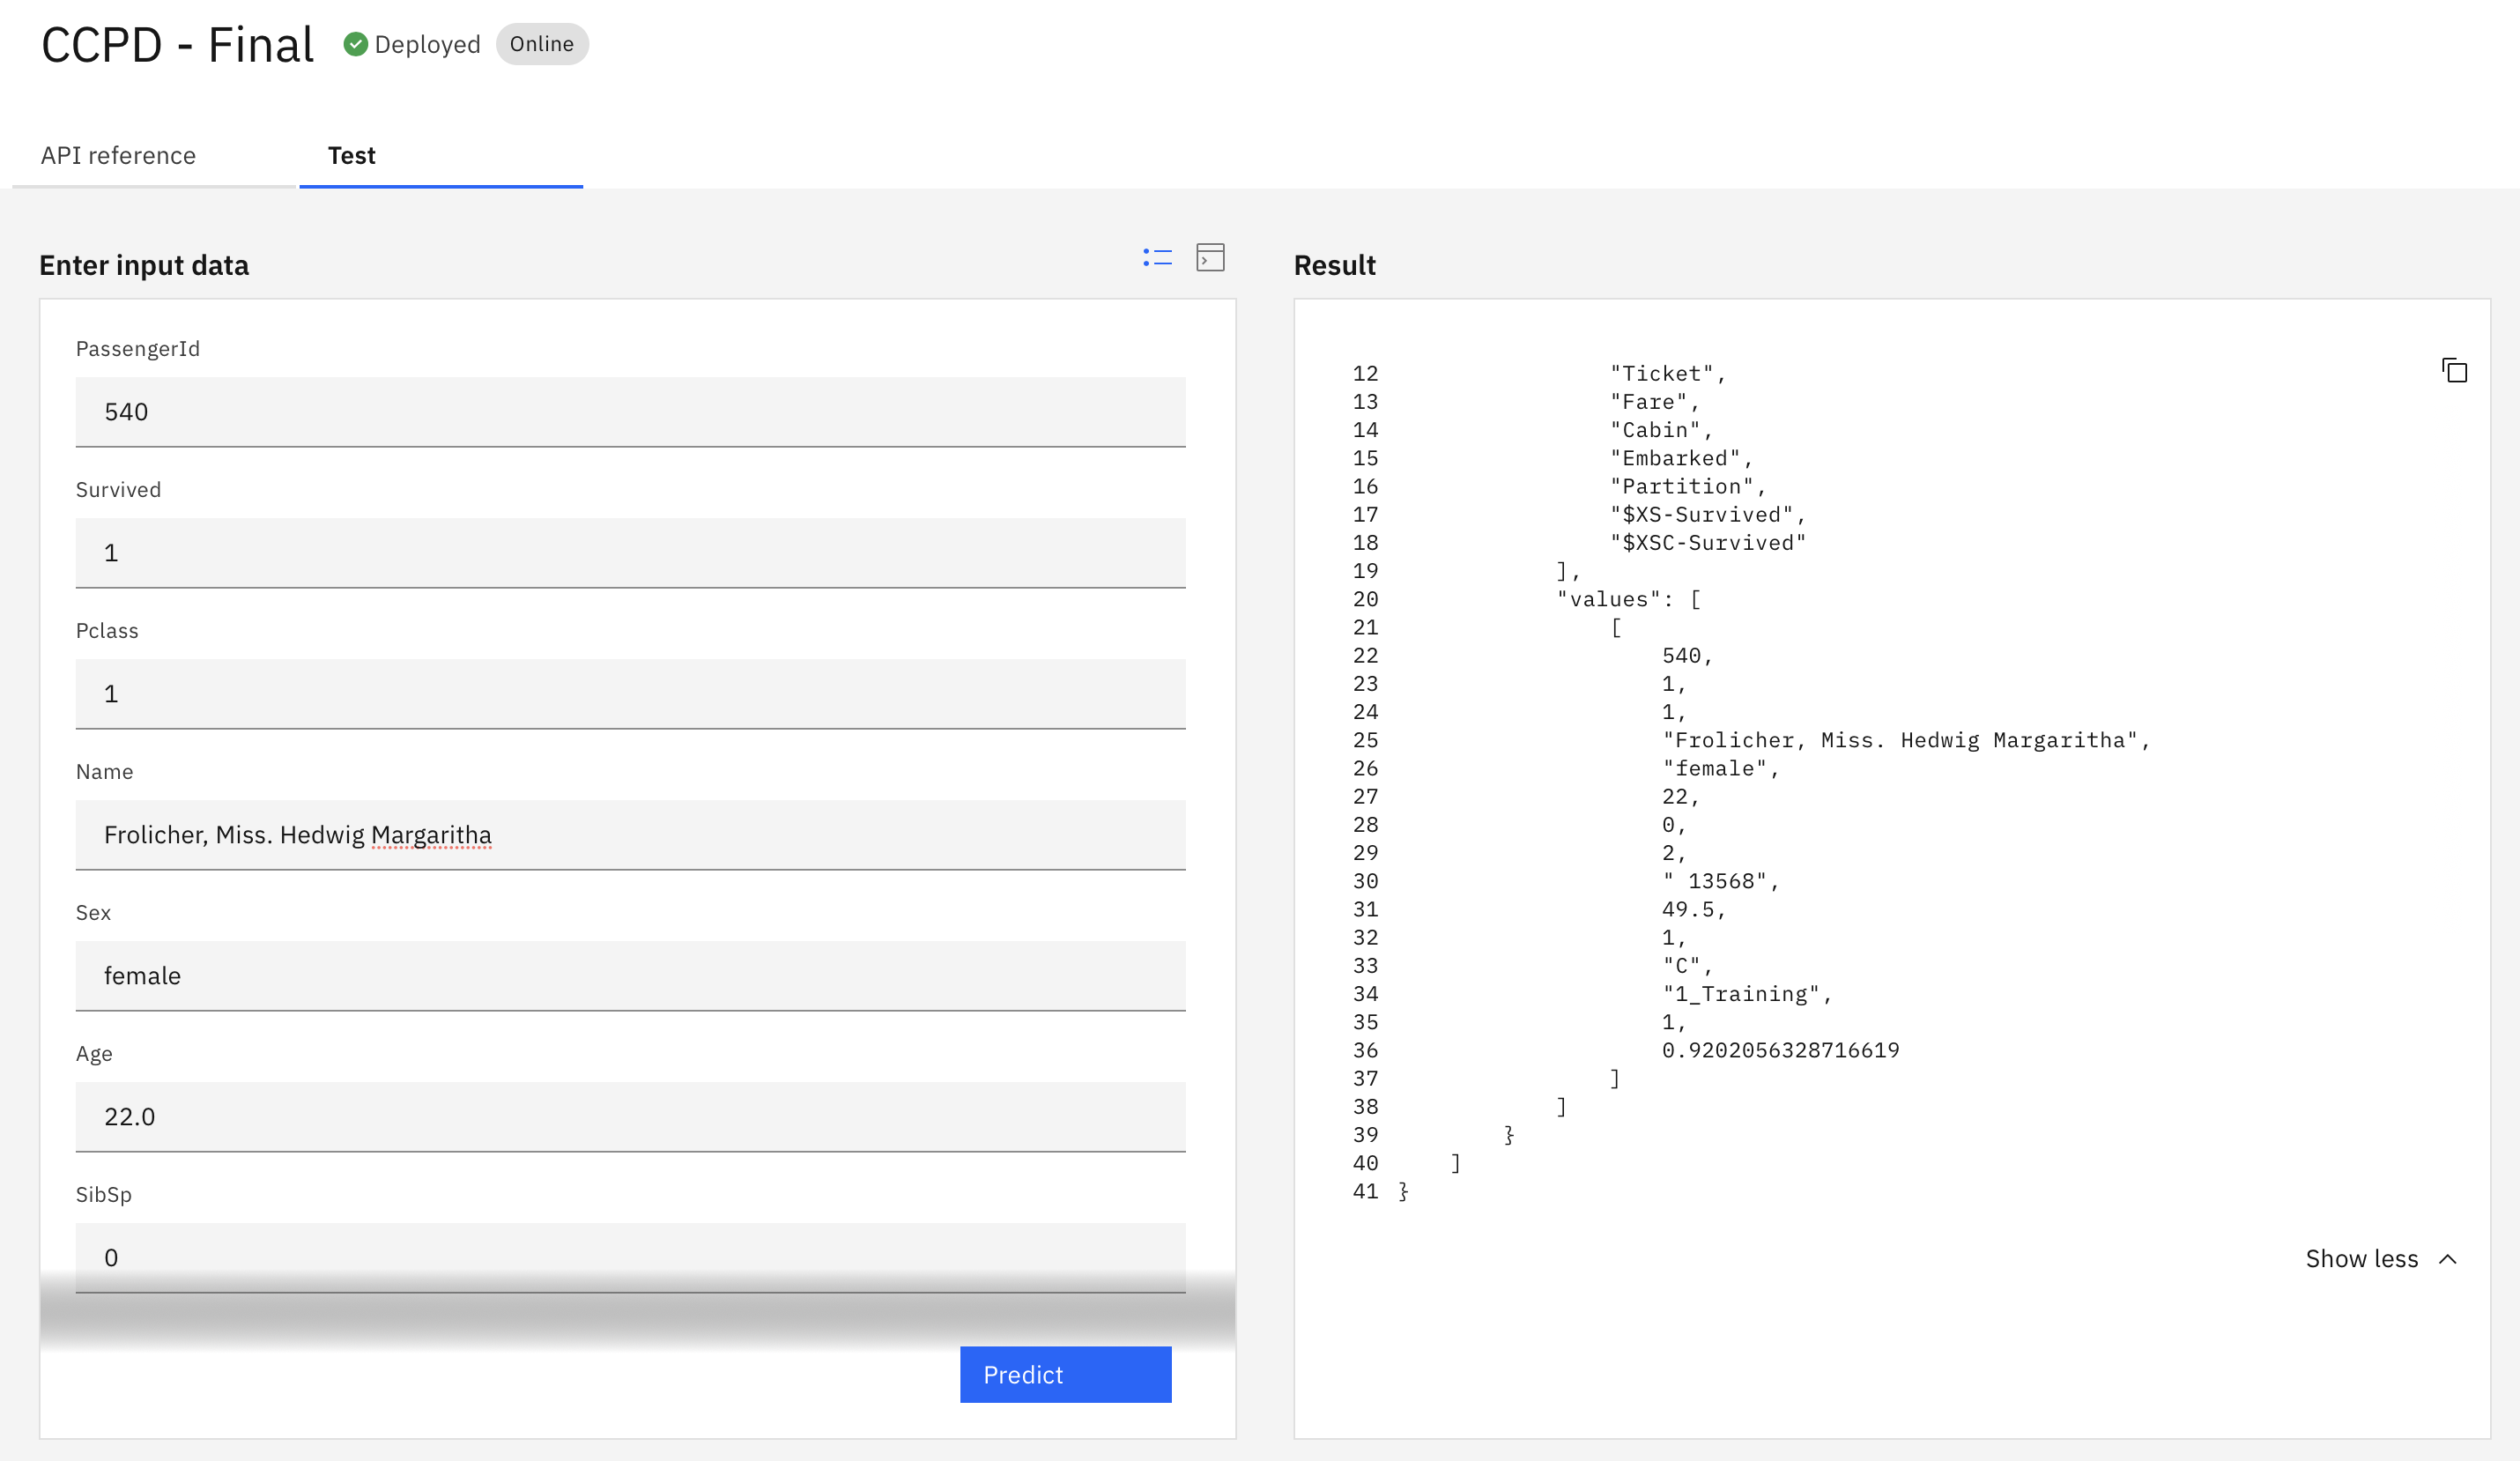 CCPD - Final Deployed Online
API reference Test
Enter input data
PassengerId
540
Survived
1
Pclass
1
Name
Frolicher, Miss. Hedwig Margaritha
Sex
female
Age
22.0
SibSp
0
Predict
Result
12 "Ticket",
13 "Fare",
14 "Cabin",
15 "Embarked",
16 "Partition",
17 "$XS-Survived",
18 "$XSC-Survived"
19 ],
20 "values": [
21 [
22 540,
23 1,
24 1,
25 "Frolicher, Miss. Hedwig Margaritha",
26 "female",
27 22,
28 0,
29 2,
30 " 13568",
31 49.5,
32 1,
33 "C",
34 "1_Training",
35 1,
36 0.9202056328716619
37 ]
38 ]
39 }
40 ]
41 }
Show less